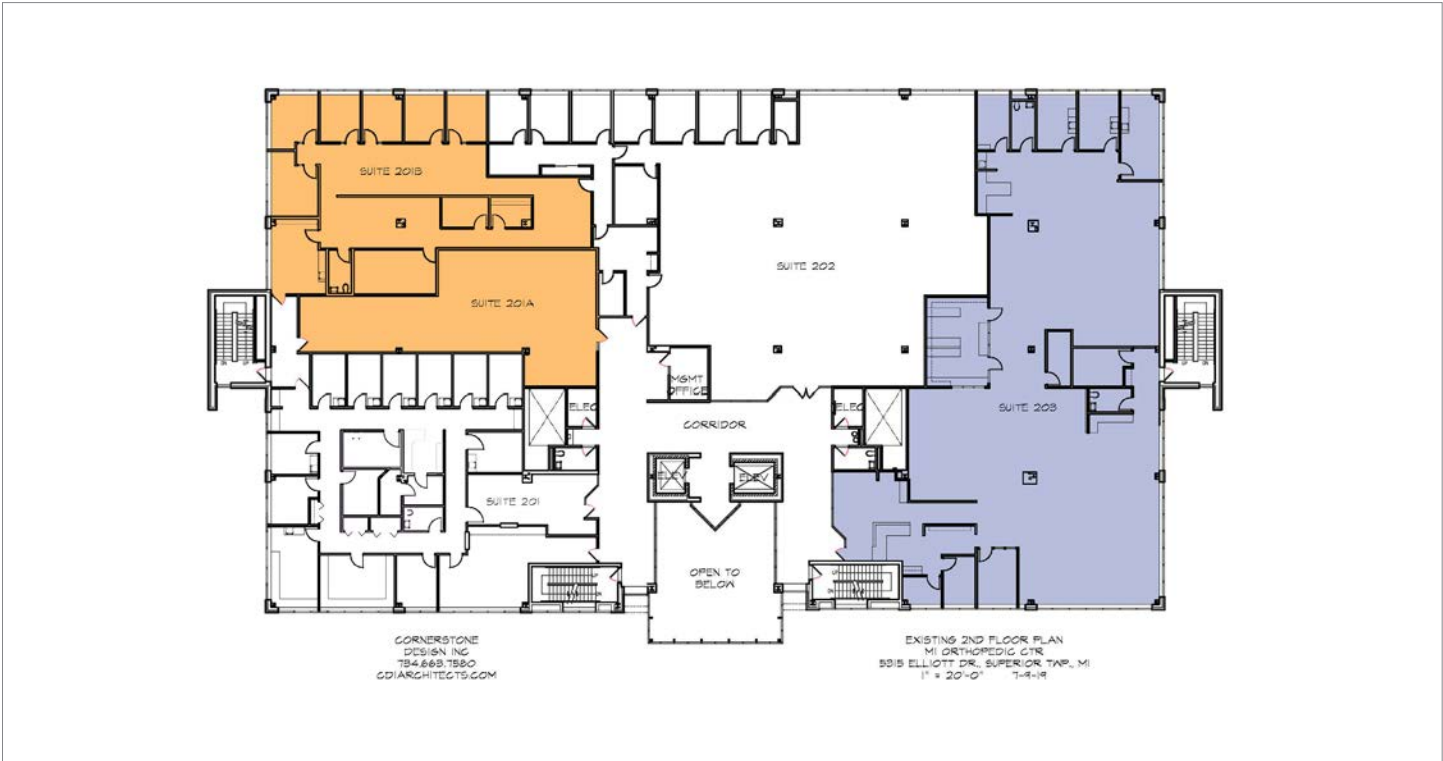 SUITE 201B
SUITE 202
SUITE 201A
MGMT
OFFICE
ELEC
ELEC
SUITE 203
CORRIDOR
ELEV
ELEV
SUITE 201
OPEN TO
BELOW
CORNERSTONE
DESIGN INC
734.663.7580
CDIARCHITECTS.COM
EXISTING 2ND FLOOR PLAN
MI ORTHOPEDIC CTR
5315 ELLIOTT DR., SUPERIOR TWP., MI
1" = 20'-0" 7-9-19